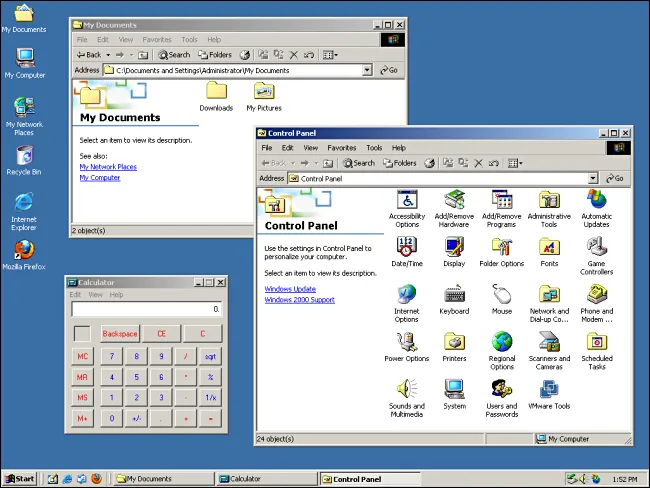 My Documents
My Computer
My Network
Places
Recycle Bin
Internet
Explorer
Mozilla Firefox
My Documents
File Edit View Favorites Tools Help
Back Search Folders
Address C:\Documents and Settings\Administrator\My Documents Go
My Documents
Select an item to view its description.
See also:
My Network Places
My Computer
Downloads My Pictures
2 object(s)
Control Panel
File Edit View Favorites Tools Help
Back Search Folders
Address Control Panel Go
Control Panel
Use the settings in Control Panel to
personalize your computer.
Select an item to view its description.
Windows Update
Windows 2000 Support
Accessibility
Options
Add/Remove
Hardware
Add/Remove
Programs
Administrative
Tools
Automatic
Updates
Date/Time
Display
Folder Options
Fonts
Game
Controllers
Internet
Options
Keyboard
Mouse
Network and
Dial-up Co...
Phone and
Modem ...
Power Options
Printers
Regional
Options
Scanners and
Cameras
Scheduled
Tasks
Sounds and
Multimedia
System
Users and
Passwords
VMware Tools
24 object(s) My Computer
Calculator
Edit View Help
0.
Backspace CE C
MC 7 8 9 / sqrt
MR 4 5 6 * %
MS 1 2 3 - 1/x
M+ 0 +/- . + =
Start My Documents Calculator Control Panel 1:52 PM